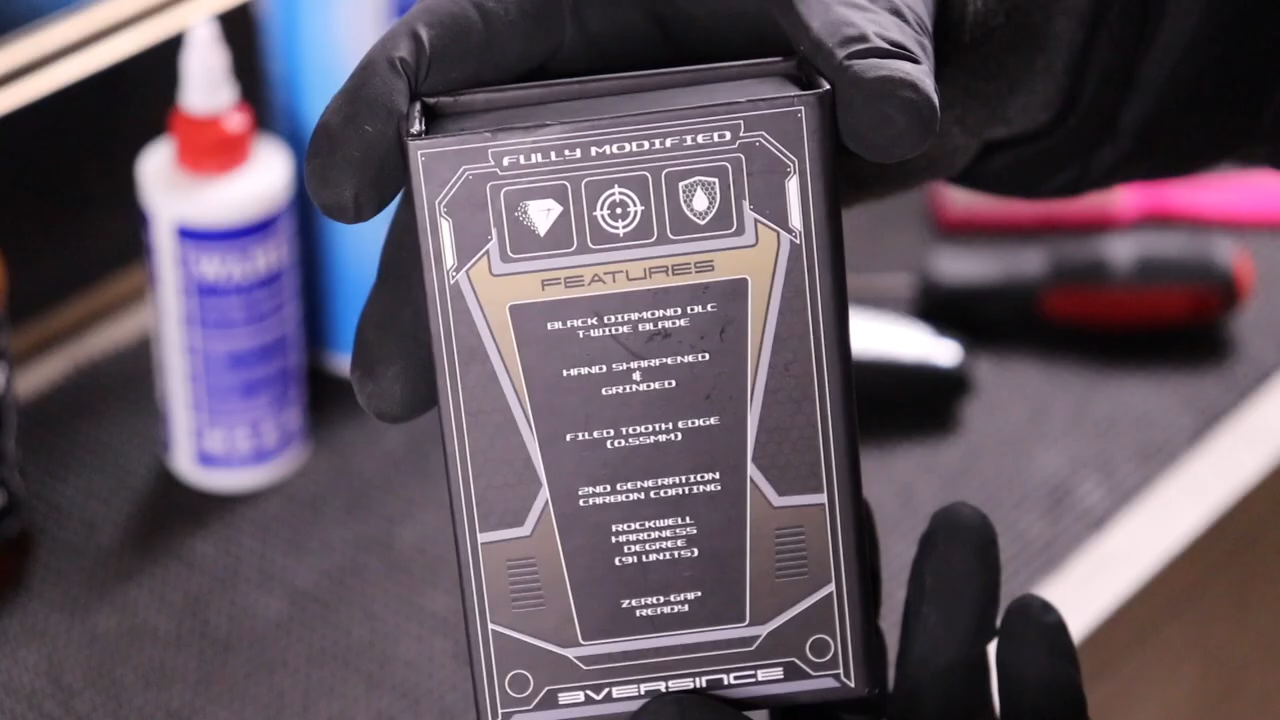 FULLY MODIFIED
FEATURES
BLACK DIAMOND DLC
T-WIDE BLADE
HAND SHARPENED
&
GRINDED
FILED TOOTH EDGE
(0.55MM)
2ND GENERATION
CARBON COATING
ROCKWELL
HARDNESS
DEGREE
(91 UNITS)
ZERO-GAP
READY
3VERSINCE